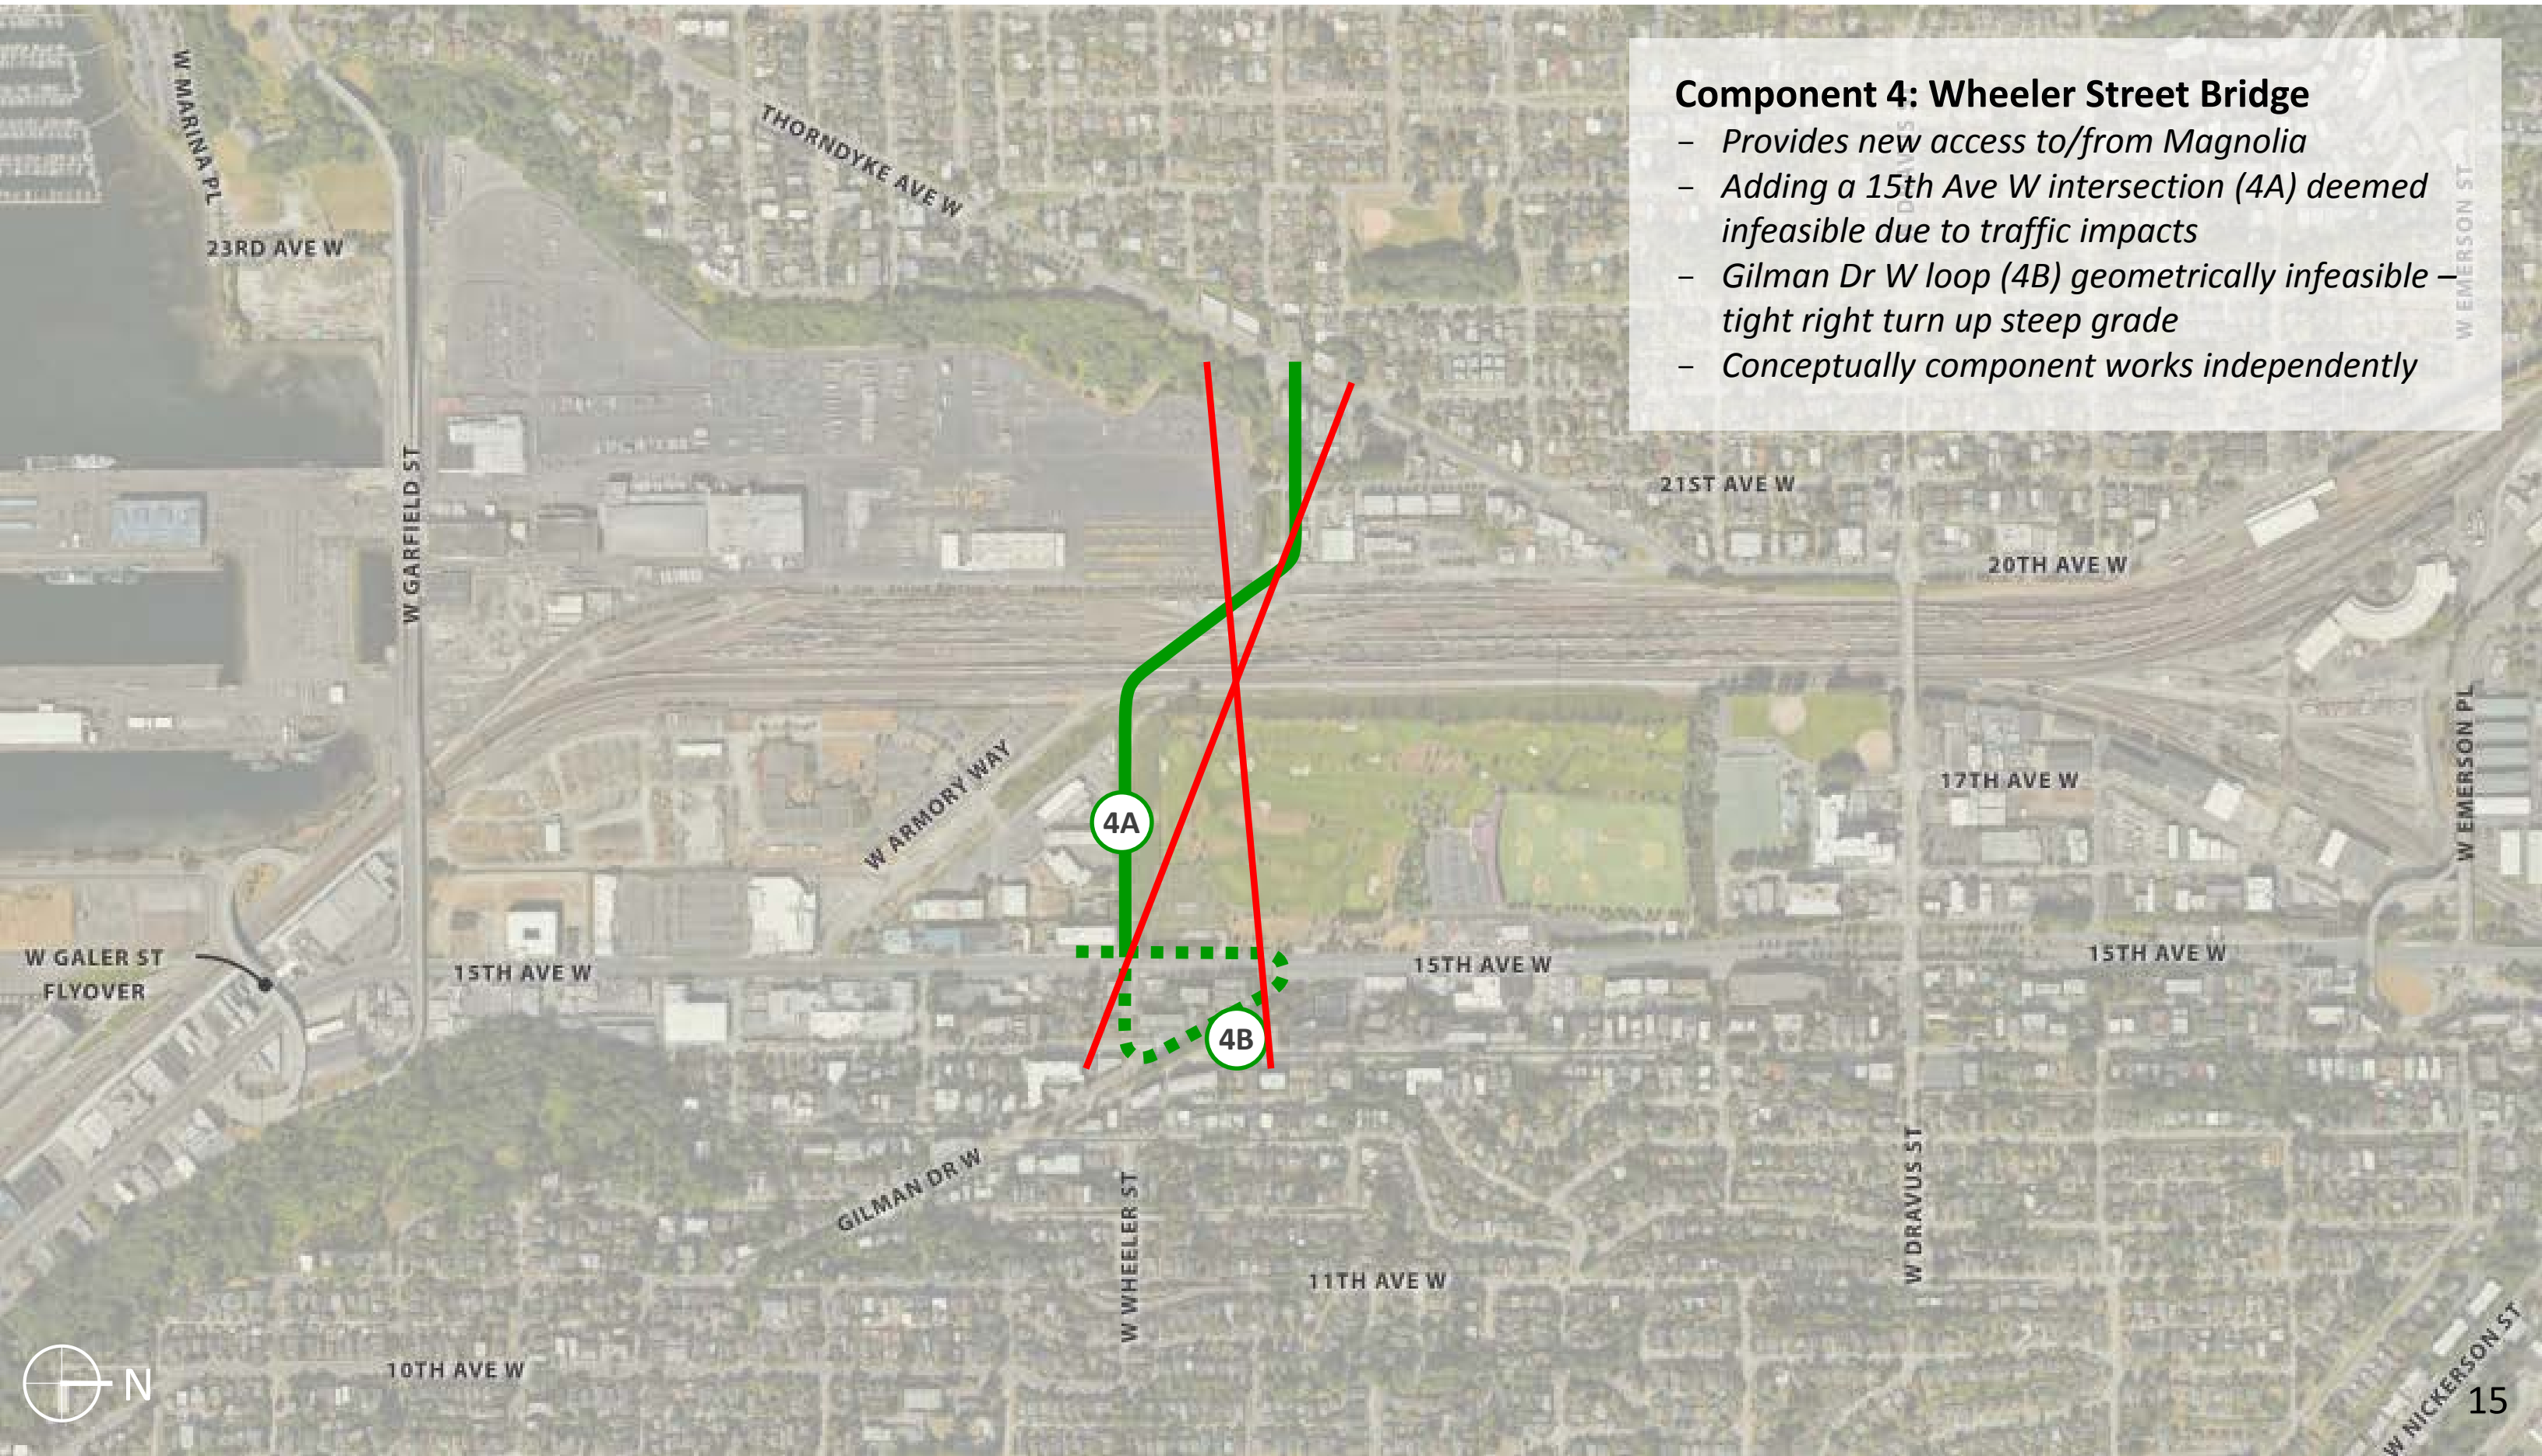 Component 4: Wheeler Street Bridge
– Provides new access to/from Magnolia
– Adding a 15th Ave W intersection (4A) deemed
infeasible due to traffic impacts
– Gilman Dr W loop (4B) geometrically infeasible –
tight right turn up steep grade
– Conceptually component works independently
W MARINA PL
THORNDYKE AVE W
23RD AVE W
W EMERSON ST
W GARFIELD ST
21ST AVE W
20TH AVE W
W ARMORY WAY
17TH AVE W
W EMERSON PL
4A
W GALER ST
FLYOVER
15TH AVE W
15TH AVE W
15TH AVE W
4B
GILMAN DR W
W WHEELER ST
W DRAVUS ST
11TH AVE W
10TH AVE W
N
W NICKERSON ST
15